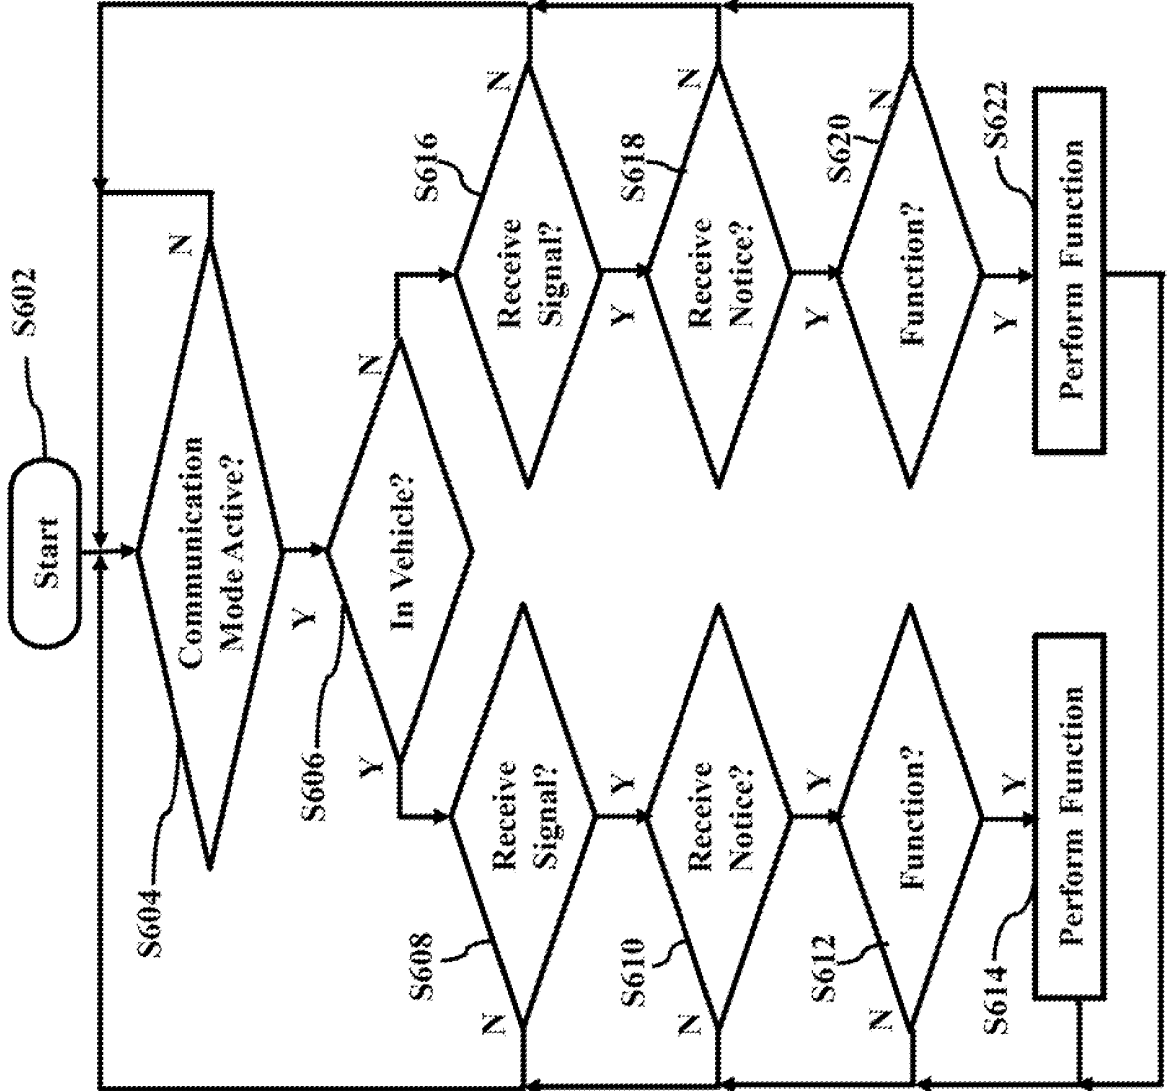 Start
S602
Communication
Mode Active?
S604
N
Y
In Vehicle?
S606
Y
N
Receive
Signal?
S608
N
Y
Receive
Notice?
S610
N
Y
Function?
S612
N
Y
Perform Function
S614
Receive
Signal?
S616
N
Y
Receive
Notice?
S618
N
Y
Function?
S620
N
Y
Perform Function
S622